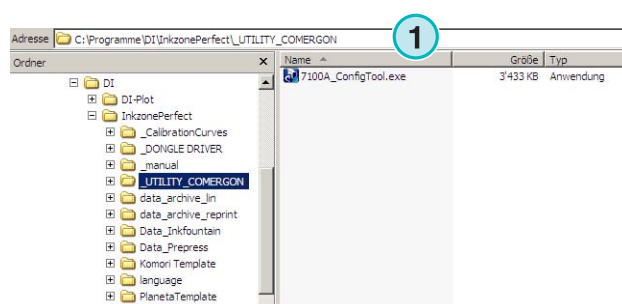 Adresse C:\Programme\DI\InkzonePerfect\_UTILITY_COMERGON
1
Ordner x Name Größe Typ
DI
DI-Plot
InkzonePerfect
_CalibrationCurves
_DONGLE DRIVER
_manual
_UTILITY_COMERGON
data_archive_lin
data_archive_reprint
Data_Inkfountain
Data_Prepress
Komori Template
language
PlanetaTemplate
7100A_ConfigTool.exe 3'433 KB Anwendung